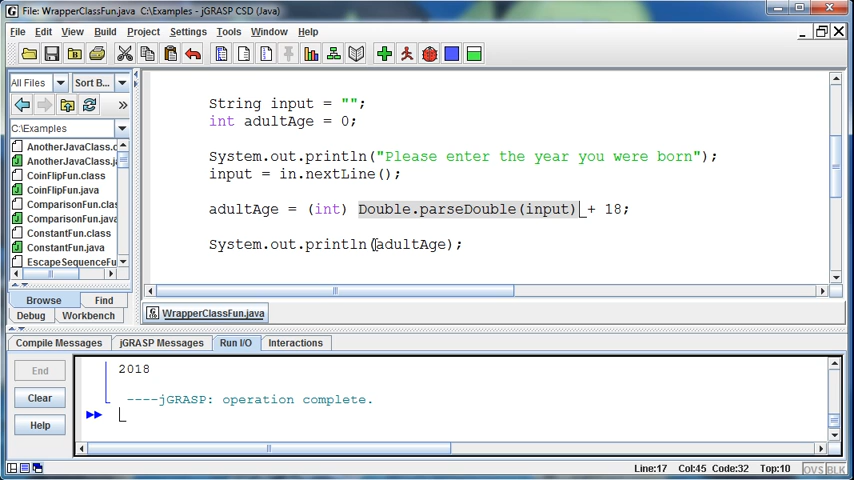 File: WrapperClassFun.java C:\Examples - jGRASP CSD (Java)
File Edit View Build Project Settings Tools Window Help
All Files Sort B...
C:\Examples
AnotherJavaClass.c
AnotherJavaClass.ja
CoinFlipFun.class
CoinFlipFun.java
ComparisonFun.clas
ComparisonFun.java
ConstantFun.class
ConstantFun.java
EscapeSequenceFu
Browse Find
Debug Workbench
String input = "";
int adultAge = 0;
System.out.println("Please enter the year you were born");
input = in.nextLine();
adultAge = (int) Double.parseDouble(input) + 18;
System.out.println(adultAge);
WrapperClassFun.java
Compile Messages jGRASP Messages Run I/O Interactions
End
Clear
Help
2018
----jGRASP: operation complete.
Line:17 Col:45 Code:32 Top:10 OVS BLK